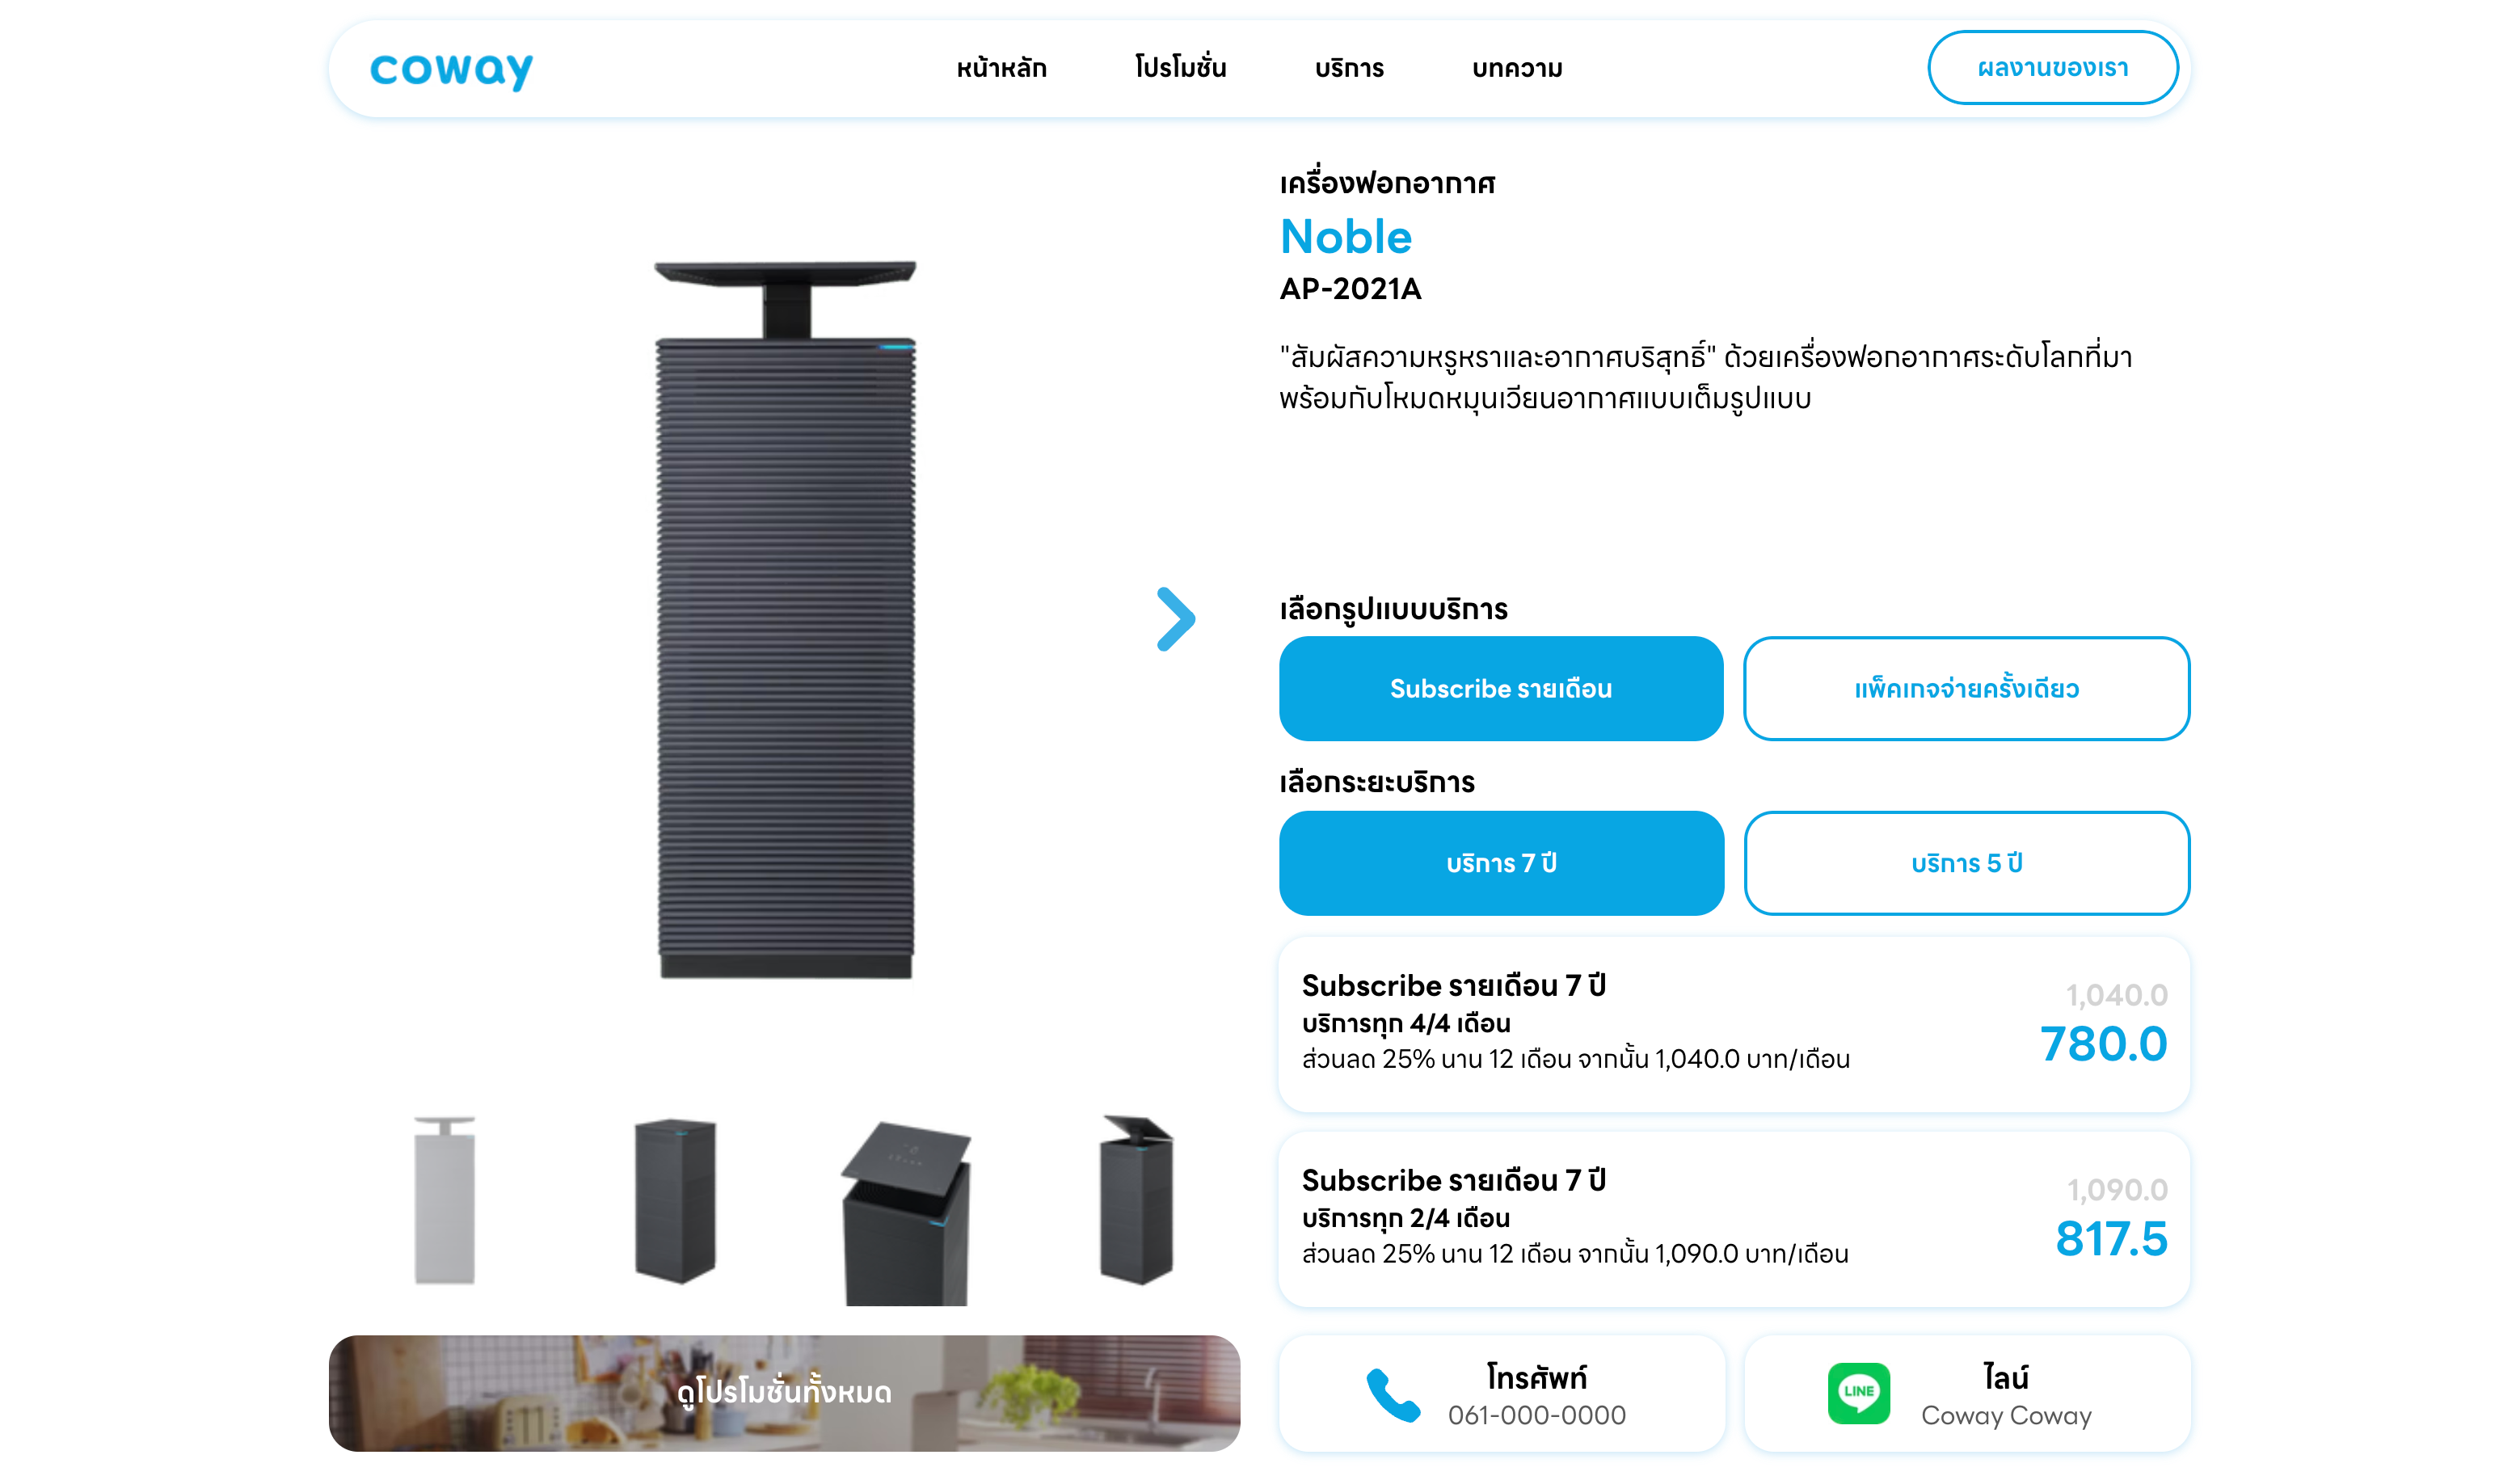 coway
หน้าหลัก
โปรโมชั่น
บริการ
บทความ
ผลงานของเรา
เครื่องฟอกอากาศ
Noble
AP-2021A
"สัมผัสความหรูหราและอากาศบริสุทธิ์" ด้วยเครื่องฟอกอากาศระดับโลกที่มา
พร้อมกับโหมดหมุนเวียนอากาศแบบเต็มรูปแบบ
เลือกรูปแบบบริการ
Subscribe รายเดือน
แพ็คเกจจ่ายครั้งเดียว
เลือกระยะบริการ
บริการ 7 ปี
บริการ 5 ปี
Subscribe รายเดือน 7 ปี
บริการทุก 4/4 เดือน
ส่วนลด 25% นาน 12 เดือน จากนั้น 1,040.0 บาท/เดือน
1,040.0
780.0
Subscribe รายเดือน 7 ปี
บริการทุก 2/4 เดือน
ส่วนลด 25% นาน 12 เดือน จากนั้น 1,090.0 บาท/เดือน
1,090.0
817.5
ดูโปรโมชั่นทั้งหมด
โทรศัพท์
061-000-0000
LINE
ไลน์
Coway Coway